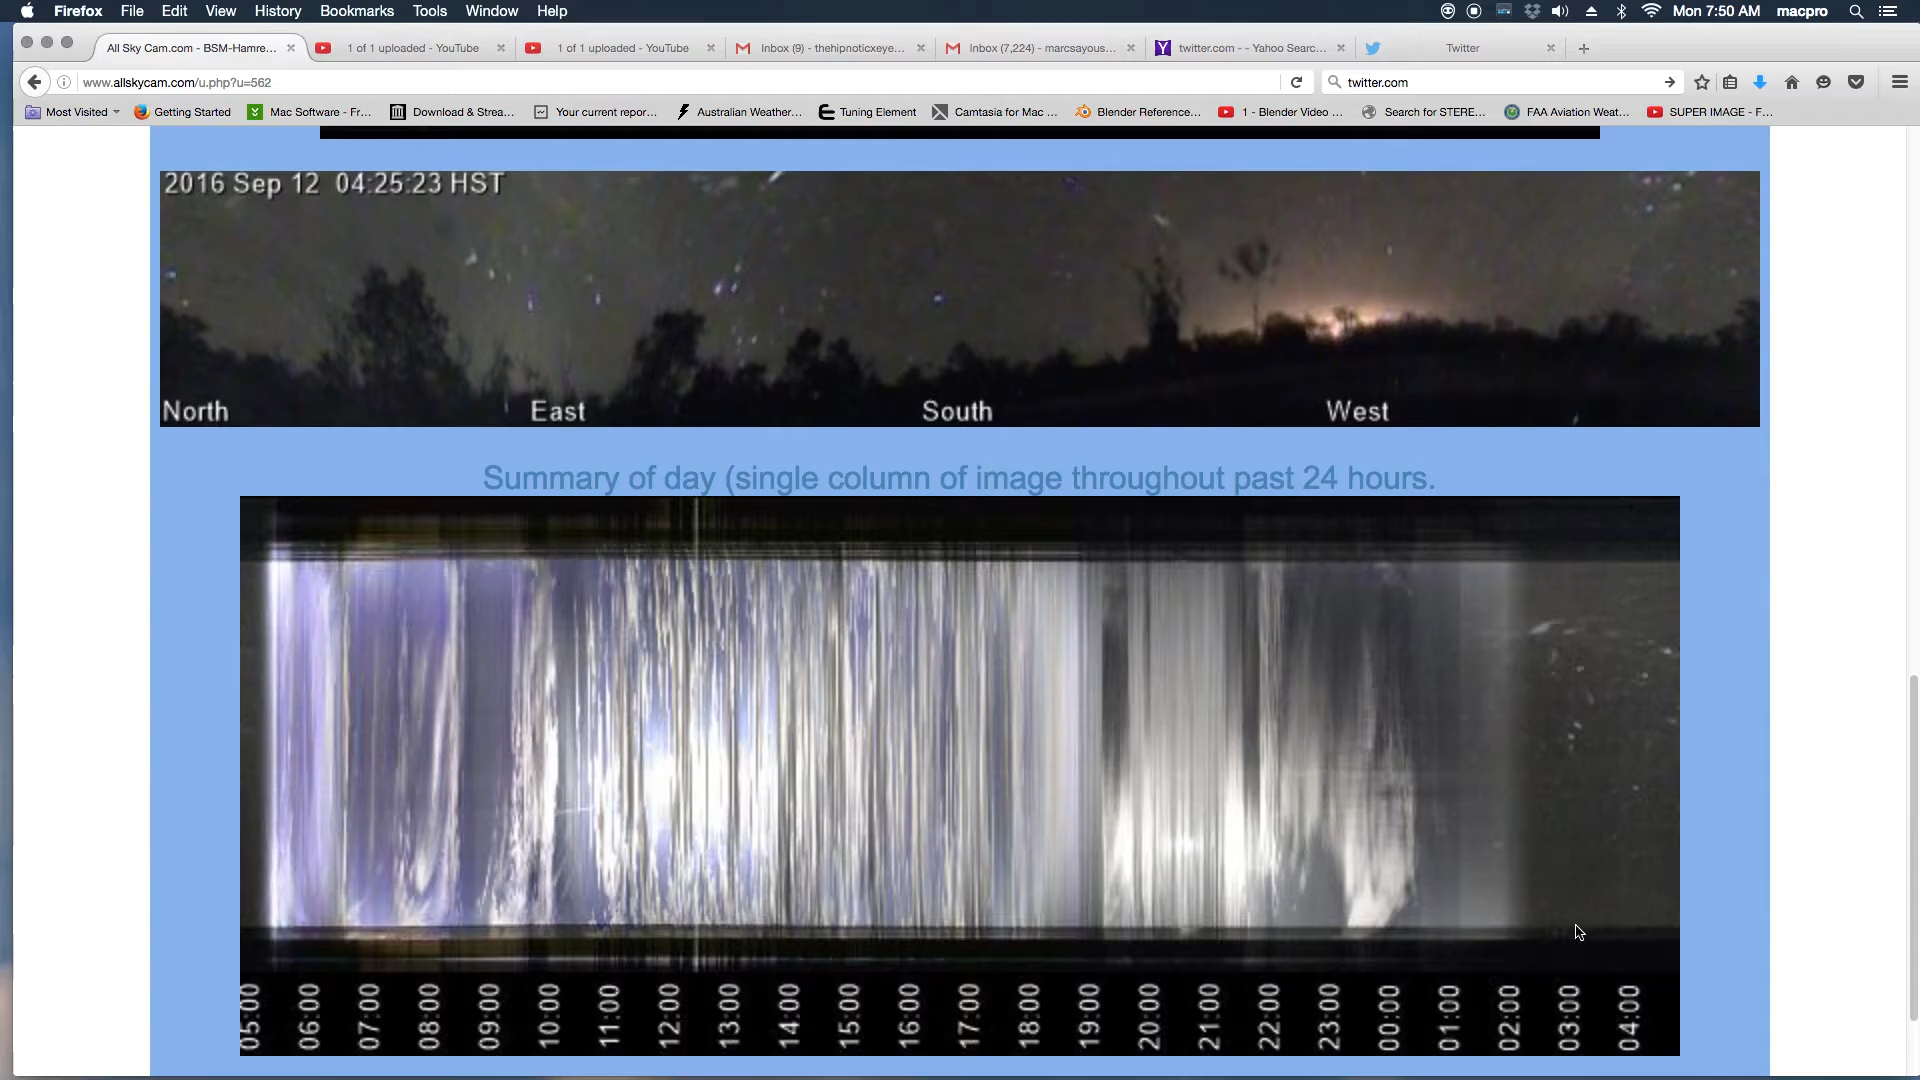 Firefox File Edit View History Bookmarks Tools Window Help Mon 7:50 AM macpro
All Sky Cam.com - BSM-Hamre... 1 of 1 uploaded - YouTube 1 of 1 uploaded - YouTube Inbox (9) - thehipnoticxeye... Inbox (7,224) - marcsayous... twitter.com - - Yahoo Searc... Twitter
www.allskycam.com/u.php?u=562 twitter.com
Most Visited Getting Started Mac Software - Fr... Download & Strea... Your current repor... Australian Weather... Tuning Element Camtasia for Mac ... Blender Reference... 1 - Blender Video ... Search for STERE... FAA Aviation Weat... SUPER IMAGE - F...
2016 Sep 12 04:25:23 HST
North East South West
Summary of day (single column of image throughout past 24 hours.
05:00 06:00 07:00 08:00 09:00 10:00 11:00 12:00 13:00 14:00 15:00 16:00 17:00 18:00 19:00 20:00 21:00 22:00 23:00 00:00 01:00 02:00 03:00 04:00